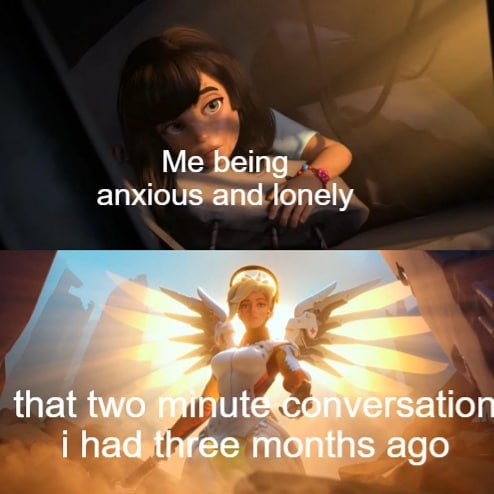 Me being
anxious and lonely
that two minute conversation
i had three months ago